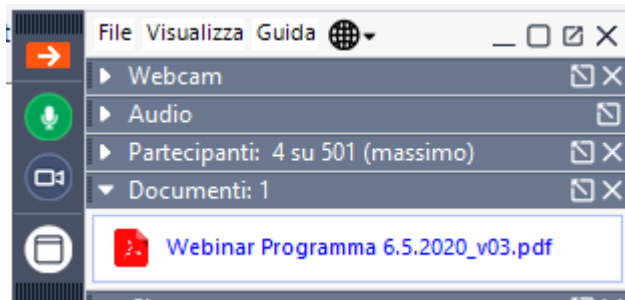 File Visualizza Guida
Webcam
Audio
Partecipanti: 4 su 501 (massimo)
Documenti: 1
Webinar Programma 6.5.2020_v03.pdf